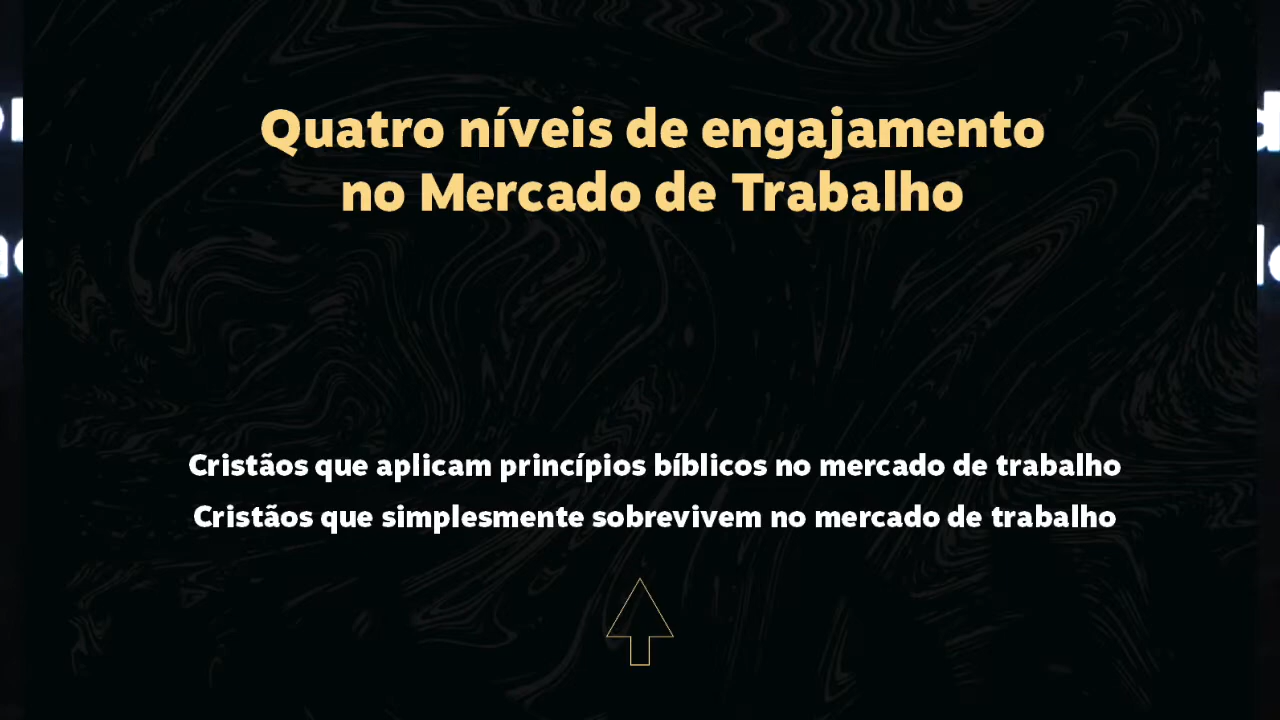 Quatro níveis de engajamento
no Mercado de Trabalho
Cristãos que aplicam princípios bíblicos no mercado de trabalho
Cristãos que simplesmente sobrevivem no mercado de trabalho